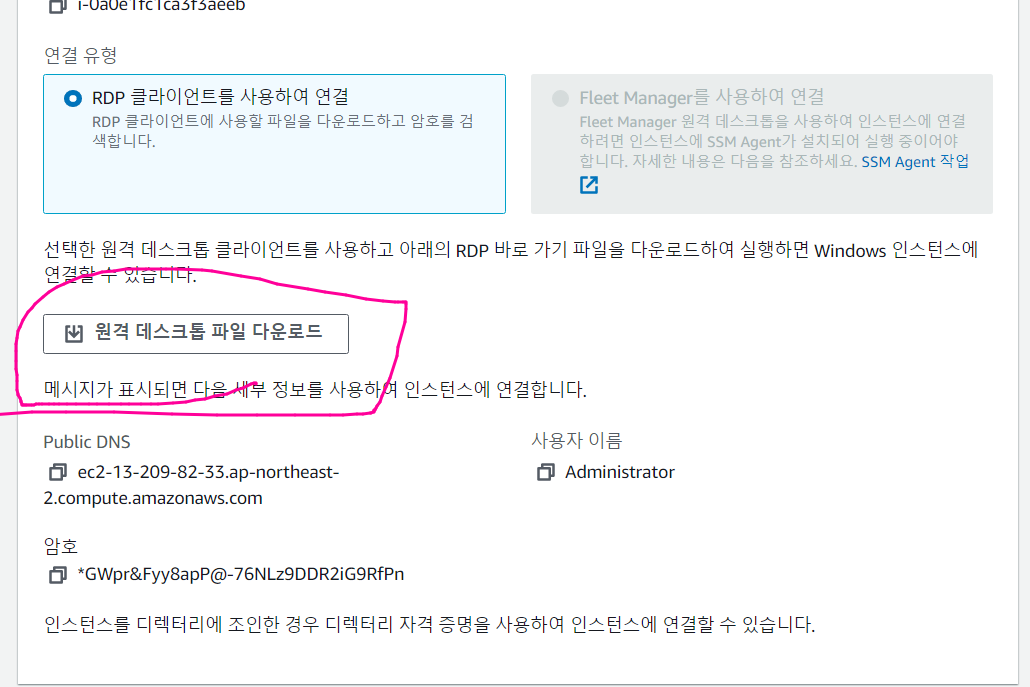 i-0a0e1fc1ca3f3aeeb
연결 유형
RDP 클라이언트를 사용하여 연결
RDP 클라이언트에 사용할 파일을 다운로드하고 암호를 검
색합니다.
Fleet Manager를 사용하여 연결
Fleet Manager 원격 데스크톱을 사용하여 인스턴스에 연결
하려면 인스턴스에 SSM Agent가 설치되어 실행 중이어야
합니다. 자세한 내용은 다음을 참조하세요. SSM Agent 작업
선택한 원격 데스크톱 클라이언트를 사용하고 아래의 RDP 바로 가기 파일을 다운로드하여 실행하면 Windows 인스턴스에
연결할 수 있습니다.
원격 데스크톱 파일 다운로드
메시지가 표시되면 다음 세부 정보를 사용하여 인스턴스에 연결합니다.
Public DNS
ec2-13-209-82-33.ap-northeast-
2.compute.amazonaws.com
사용자 이름
Administrator
암호
*GWpr&Fyy8apP@-76NLz9DDR2iG9RfPn
인스턴스를 디렉터리에 조인한 경우 디렉터리 자격 증명을 사용하여 인스턴스에 연결할 수 있습니다.